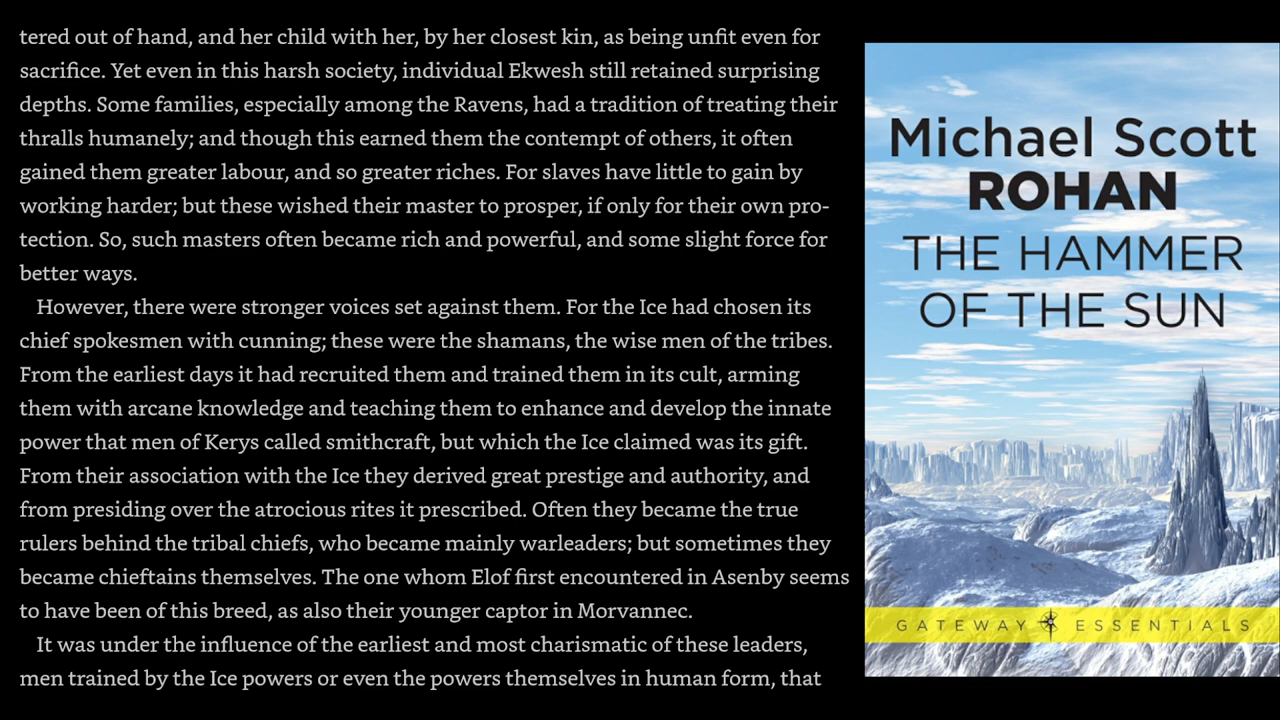 tered out of hand, and her child with her, by her closest kin, as being unfit even for
sacrifice. Yet even in this harsh society, individual Ekwesh still retained surprising
depths. Some families, especially among the Ravens, had a tradition of treating their
thralls humanely; and though this earned them the contempt of others, it often
gained them greater labour, and so greater riches. For slaves have little to gain by
working harder; but these wished their master to prosper, if only for their own pro-
tection. So, such masters often became rich and powerful, and some slight force for
better ways.
However, there were stronger voices set against them. For the Ice had chosen its
chief spokesmen with cunning; these were the shamans, the wise men of the tribes.
From the earliest days it had recruited them and trained them in its cult, arming
them with arcane knowledge and teaching them to enhance and develop the innate
power that men of Kerys called smithcraft, but which the Ice claimed was its gift.
From their association with the Ice they derived great prestige and authority, and
from presiding over the atrocious rites it prescribed. Often they became the true
rulers behind the tribal chiefs, who became mainly warleaders; but sometimes they
became chieftains themselves. The one whom Elof first encountered in Asenby seems
to have been of this breed, as also their younger captor in Morvannec.
It was under the influence of the earliest and most charismatic of these leaders,
men trained by the Ice powers or even the powers themselves in human form, that
Michael Scott
ROHAN
THE HAMMER
OF THE SUN
GATEWAY ESSENTIALS